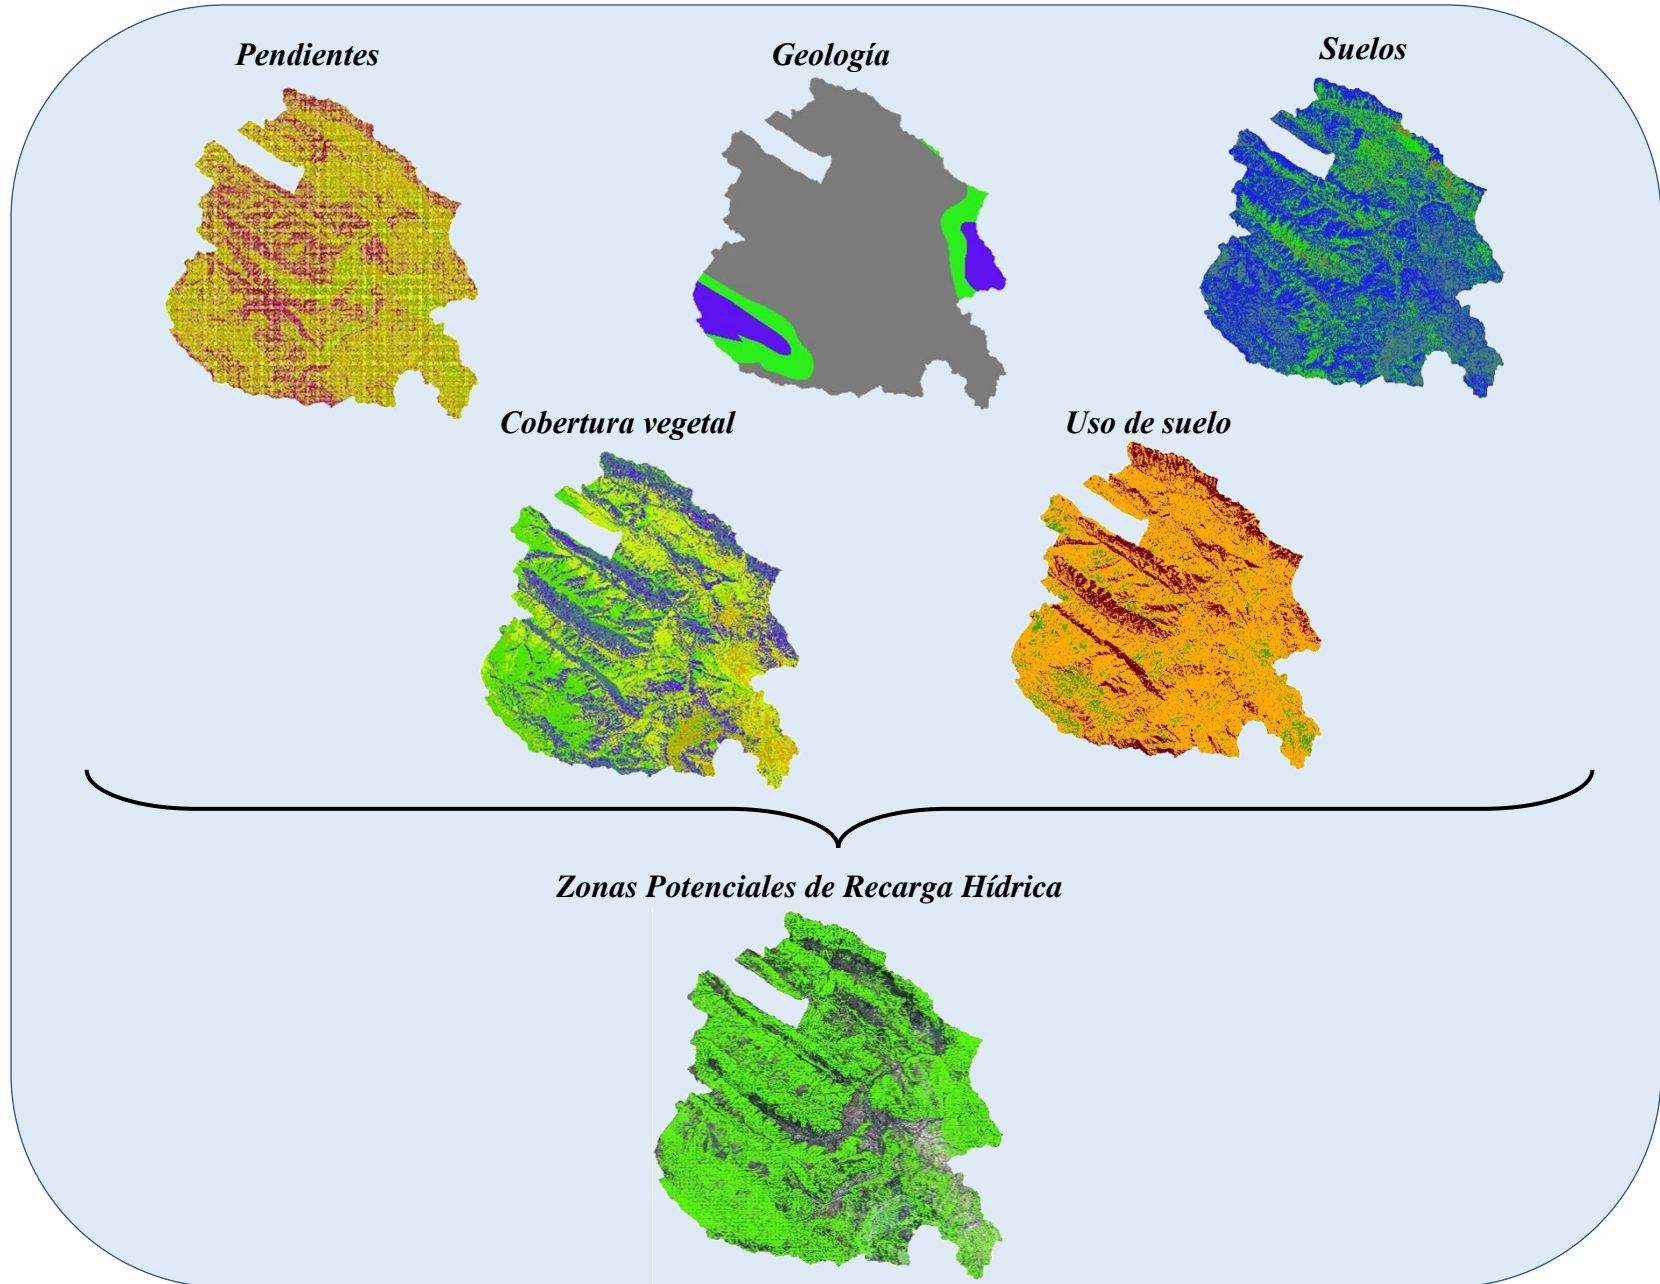 Pendientes
Geología
Suelos
Cobertura vegetal
Uso de suelo
Zonas Potenciales de Recarga Hídrica